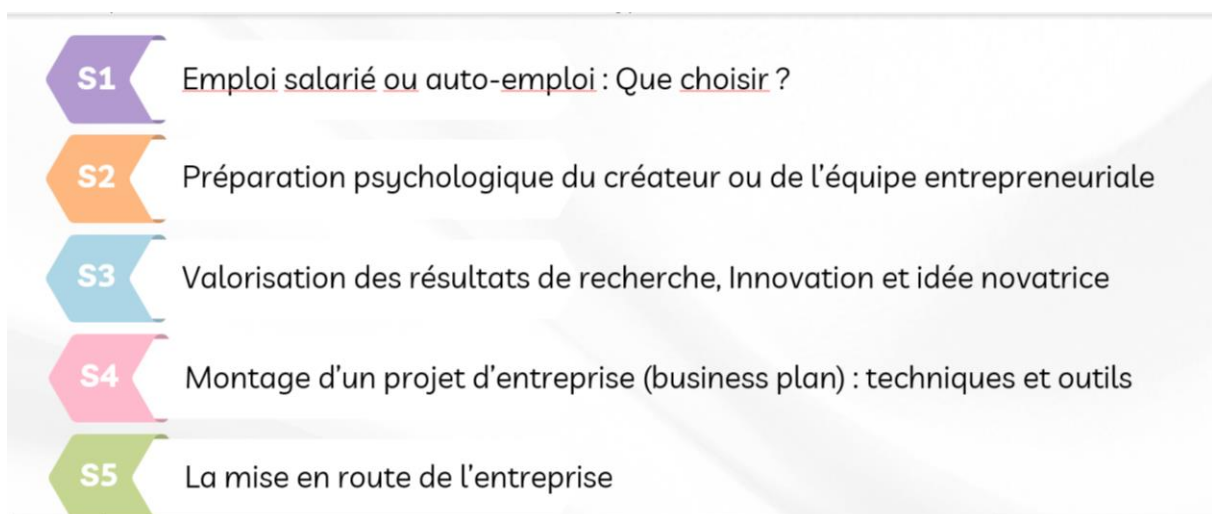 S1 Emploi salarié ou auto-emploi : Que choisir ?
S2 Préparation psychologique du créateur ou de l’équipe entrepreneuriale
S3 Valorisation des résultats de recherche, Innovation et idée novatrice
S4 Montage d’un projet d’entreprise (business plan) : techniques et outils
S5 La mise en route de l’entreprise